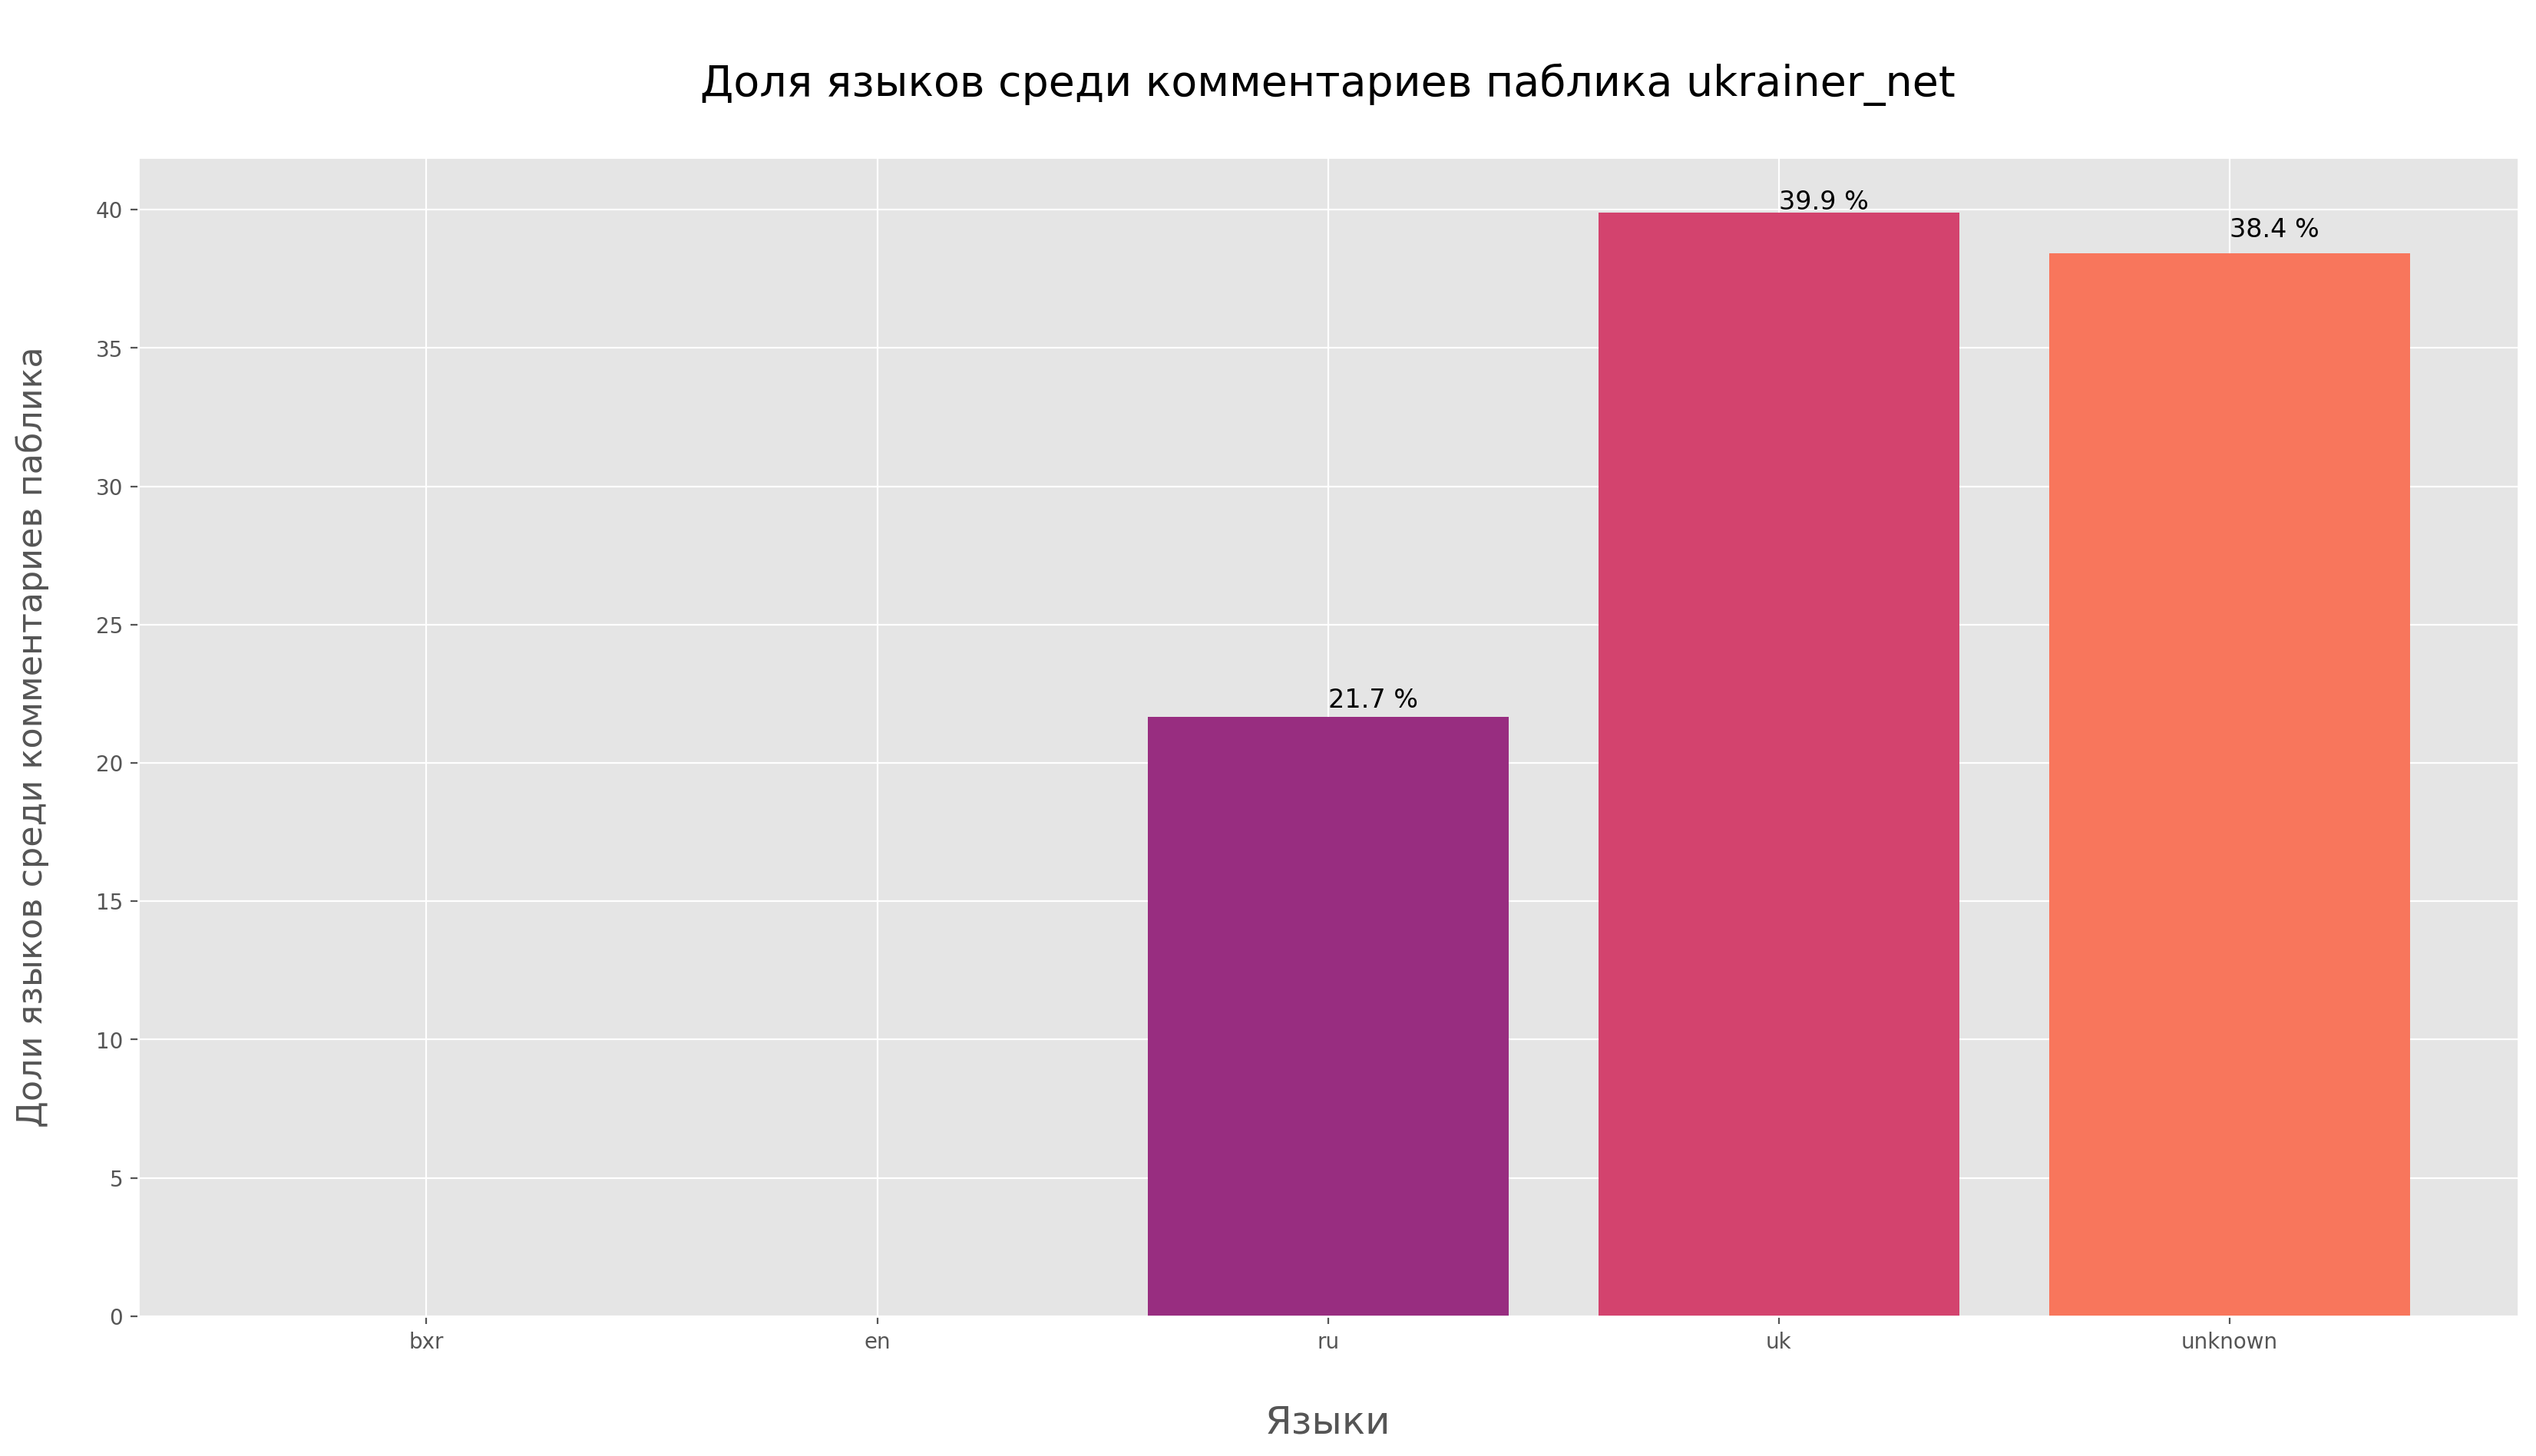 Доля языков среди комментариев паблика ukrainer_net
Доли языков среди комментариев паблика
40
35
30
25
20
15
10
5
0
39.9 %
38.4 %
21.7 %
bxr
en
ru
uk
unknown
Языки